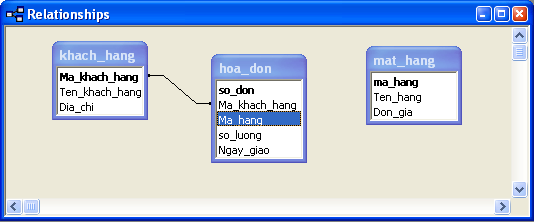 Relationships
khach_hang
Ma_khach_hang
Ten_khach_hang
Dia_chi
hoa_don
so_don
Ma_khach_hang
Ma_hang
so_luong
Ngay_giao
mat_hang
ma_hang
Ten_hang
Don_gia